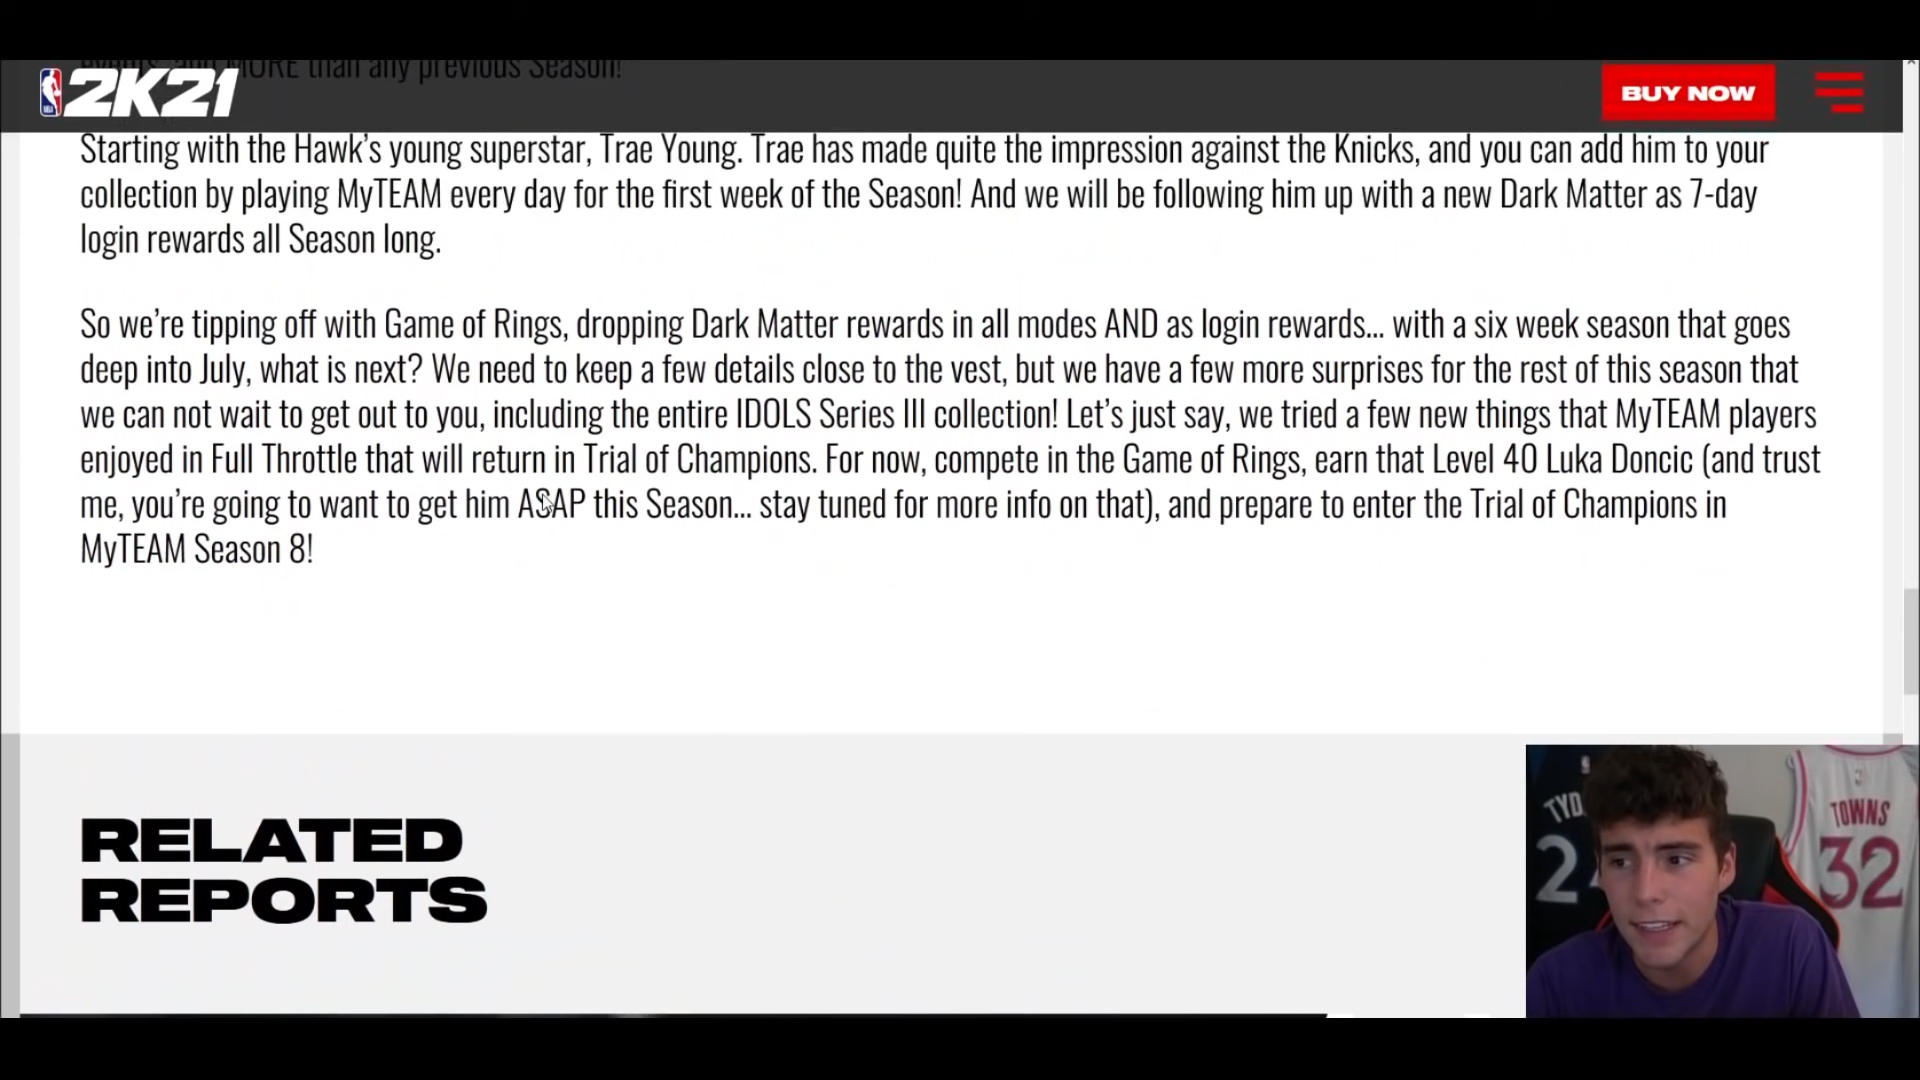 events, and MORE than any previous Season!
NBA 2K21
BUY NOW
Starting with the Hawk's young superstar, Trae Young. Trae has made quite the impression against the Knicks, and you can add him to your
collection by playing MyTEAM every day for the first week of the Season! And we will be following him up with a new Dark Matter as 7-day
login rewards all Season long.
So we're tipping off with Game of Rings, dropping Dark Matter rewards in all modes AND as login rewards... with a six week season that goes
deep into July, what is next? We need to keep a few details close to the vest, but we have a few more surprises for the rest of this season that
we can not wait to get out to you, including the entire IDOLS Series III collection! Let's just say, we tried a few new things that MyTEAM players
enjoyed in Full Throttle that will return in Trial of Champions. For now, compete in the Game of Rings, earn that Level 40 Luka Doncic (and trust
me, you're going to want to get him ASAP this Season... stay tuned for more info on that), and prepare to enter the Trial of Champions in
MyTEAM Season 8!
RELATED
REPORTS
TYD
2
TOWNS
32